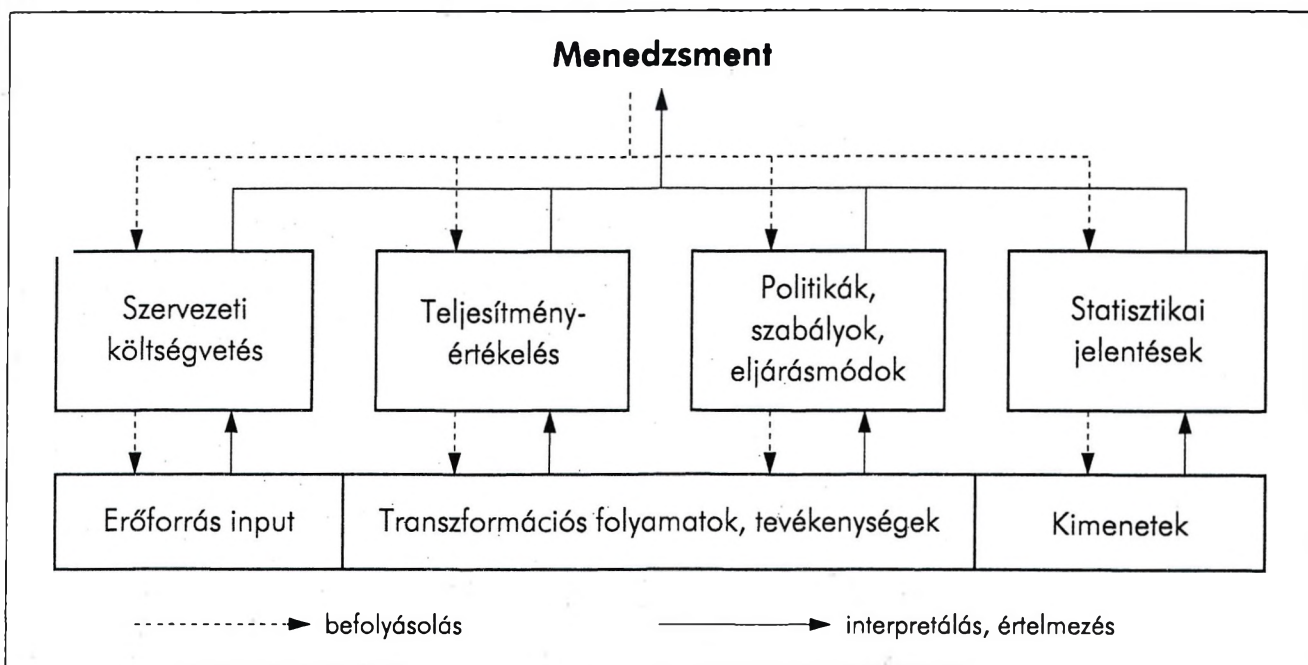 Menedzsment
Szervezeti
költségvetés
Teljesítmény-
értékelés
Politikák,
szabályok,
eljárásmódok
Statisztikai
jelentések
Erőforrás input
Transzformációs folyamatok, tevékenységek
Kimenetek
befolyásolás
interpretálás, értelmezés